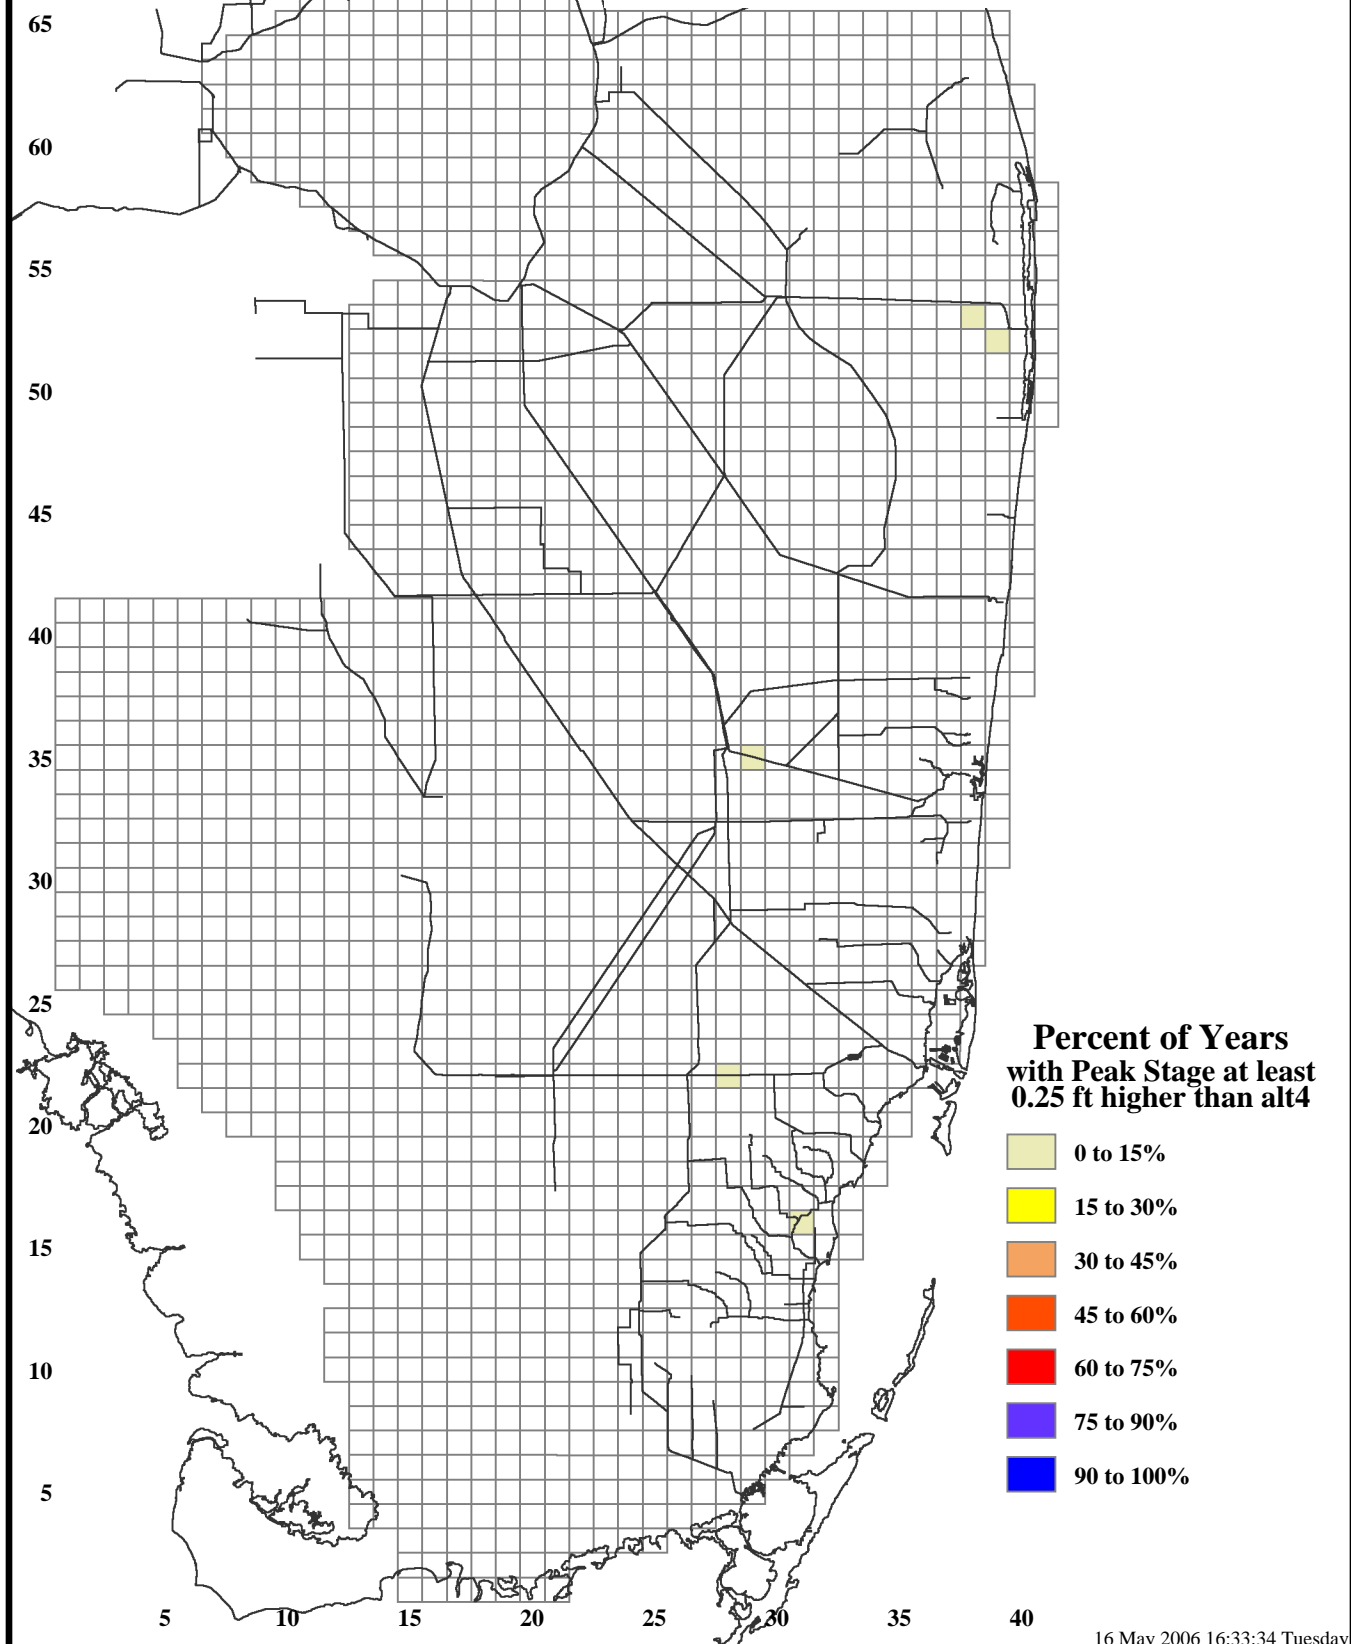 65
60
55
50
45
40
35
30
25
20
15
10
5
5 10 15 20 25 30 35 40
Percent of Years
with Peak Stage at least
0.25 ft higher than alt4
0 to 15%
15 to 30%
30 to 45%
45 to 60%
60 to 75%
75 to 90%
90 to 100%
16 May 2006 16:33:34 Tuesday